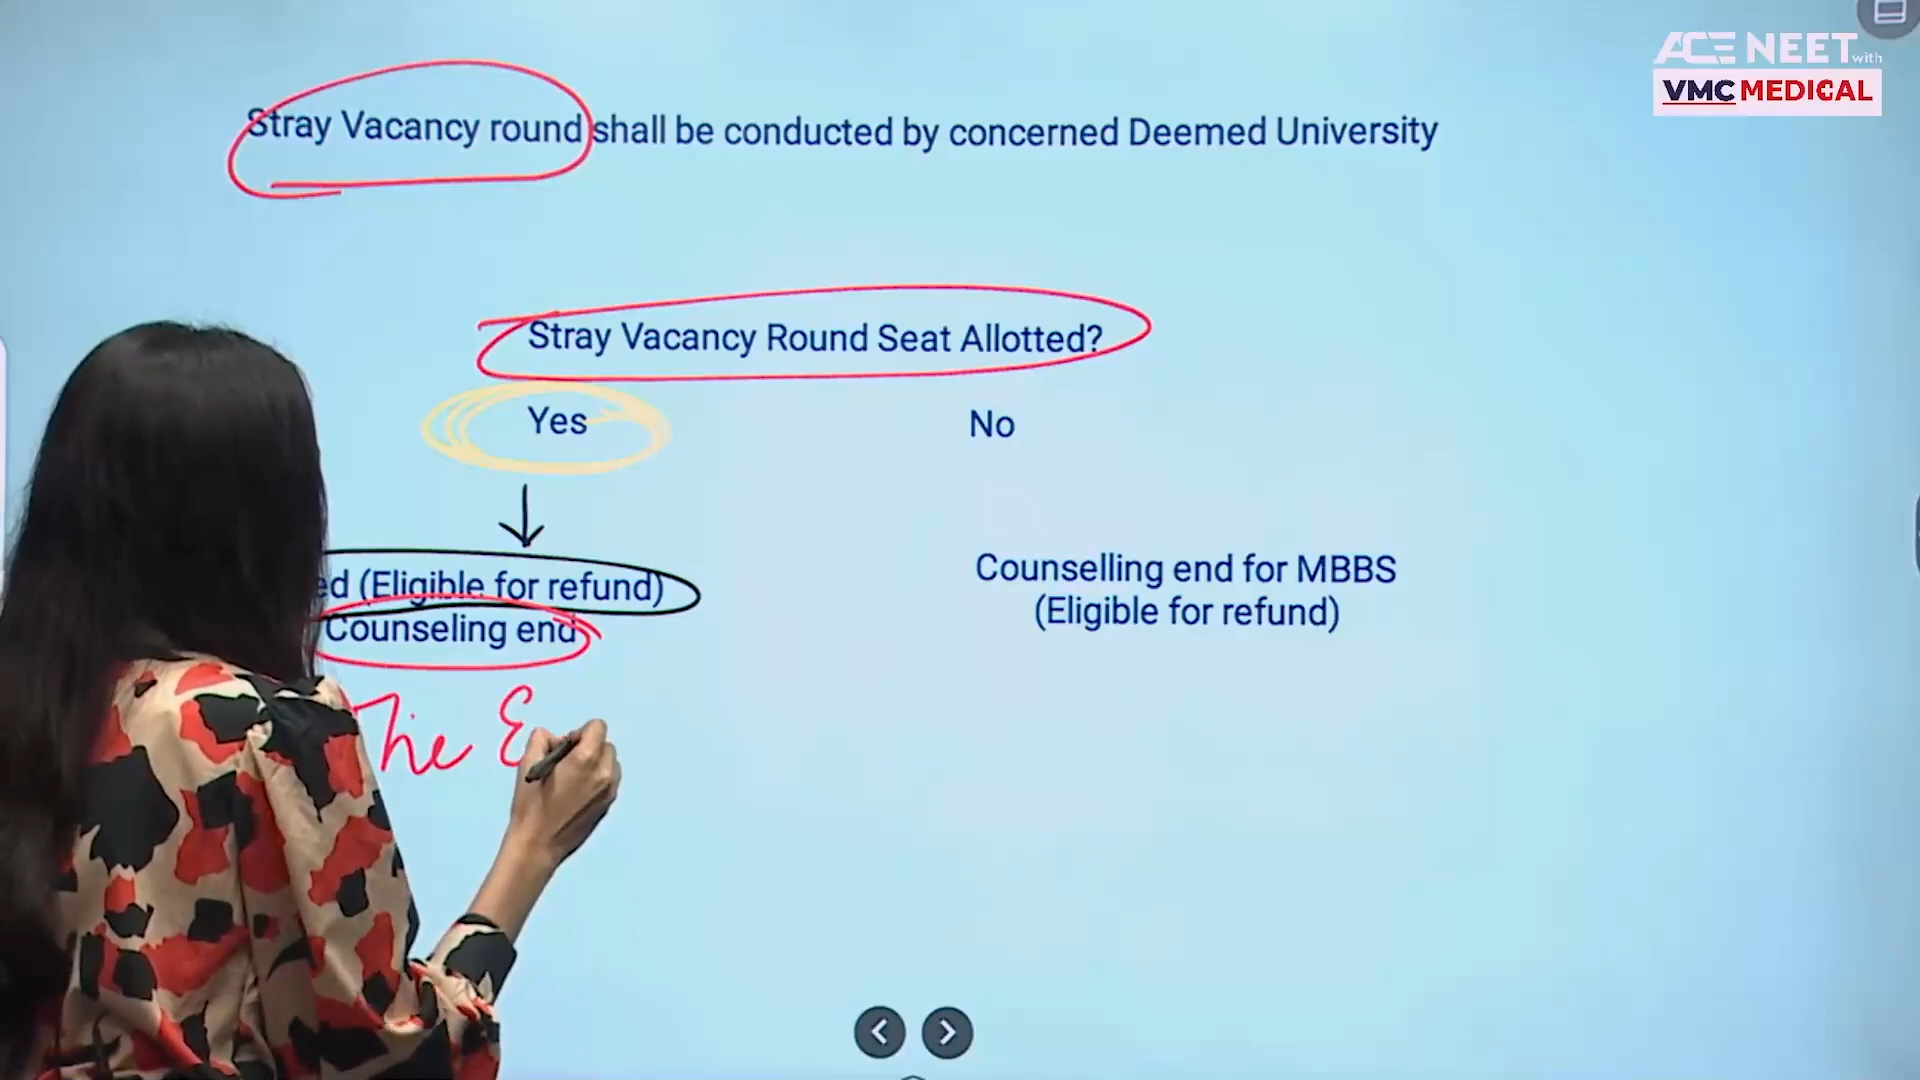 ACE NEET with
VMC MEDICAL
Stray Vacancy round shall be conducted by concerned Deemed University
Stray Vacancy Round Seat Allotted?
Yes No
(Eligible for refund)
Counseling end
Counselling end for MBBS
(Eligible for refund)
The